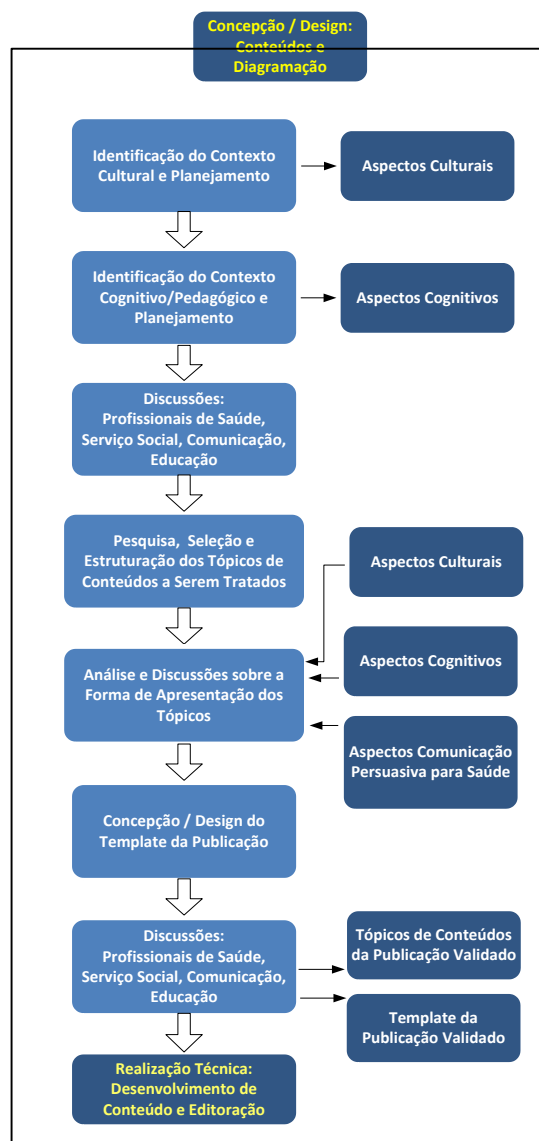 Concepção / Design:
Conteúdos e
Diagramação
Identificação do Contexto
Cultural e Planejamento
Aspectos Culturais
Identificação do Contexto
Cognitivo/Pedagógico e
Planejamento
Aspectos Cognitivos
Discussões:
Profissionais de Saúde,
Serviço Social, Comunicação,
Educação
Pesquisa, Seleção e
Estruturação dos Tópicos de
Conteúdos a Serem Tratados
Aspectos Culturais
Análise e Discussões sobre a
Forma de Apresentação dos
Tópicos
Aspectos Cognitivos
Aspectos Comunicação
Persuasiva para Saúde
Concepção / Design do
Template da Publicação
Discussões:
Profissionais de Saúde,
Serviço Social, Comunicação,
Educação
Tópicos de Conteúdos
da Publicação Validado
Template da
Publicação Validado
Realização Técnica:
Desenvolvimento de
Conteúdo e Editoração